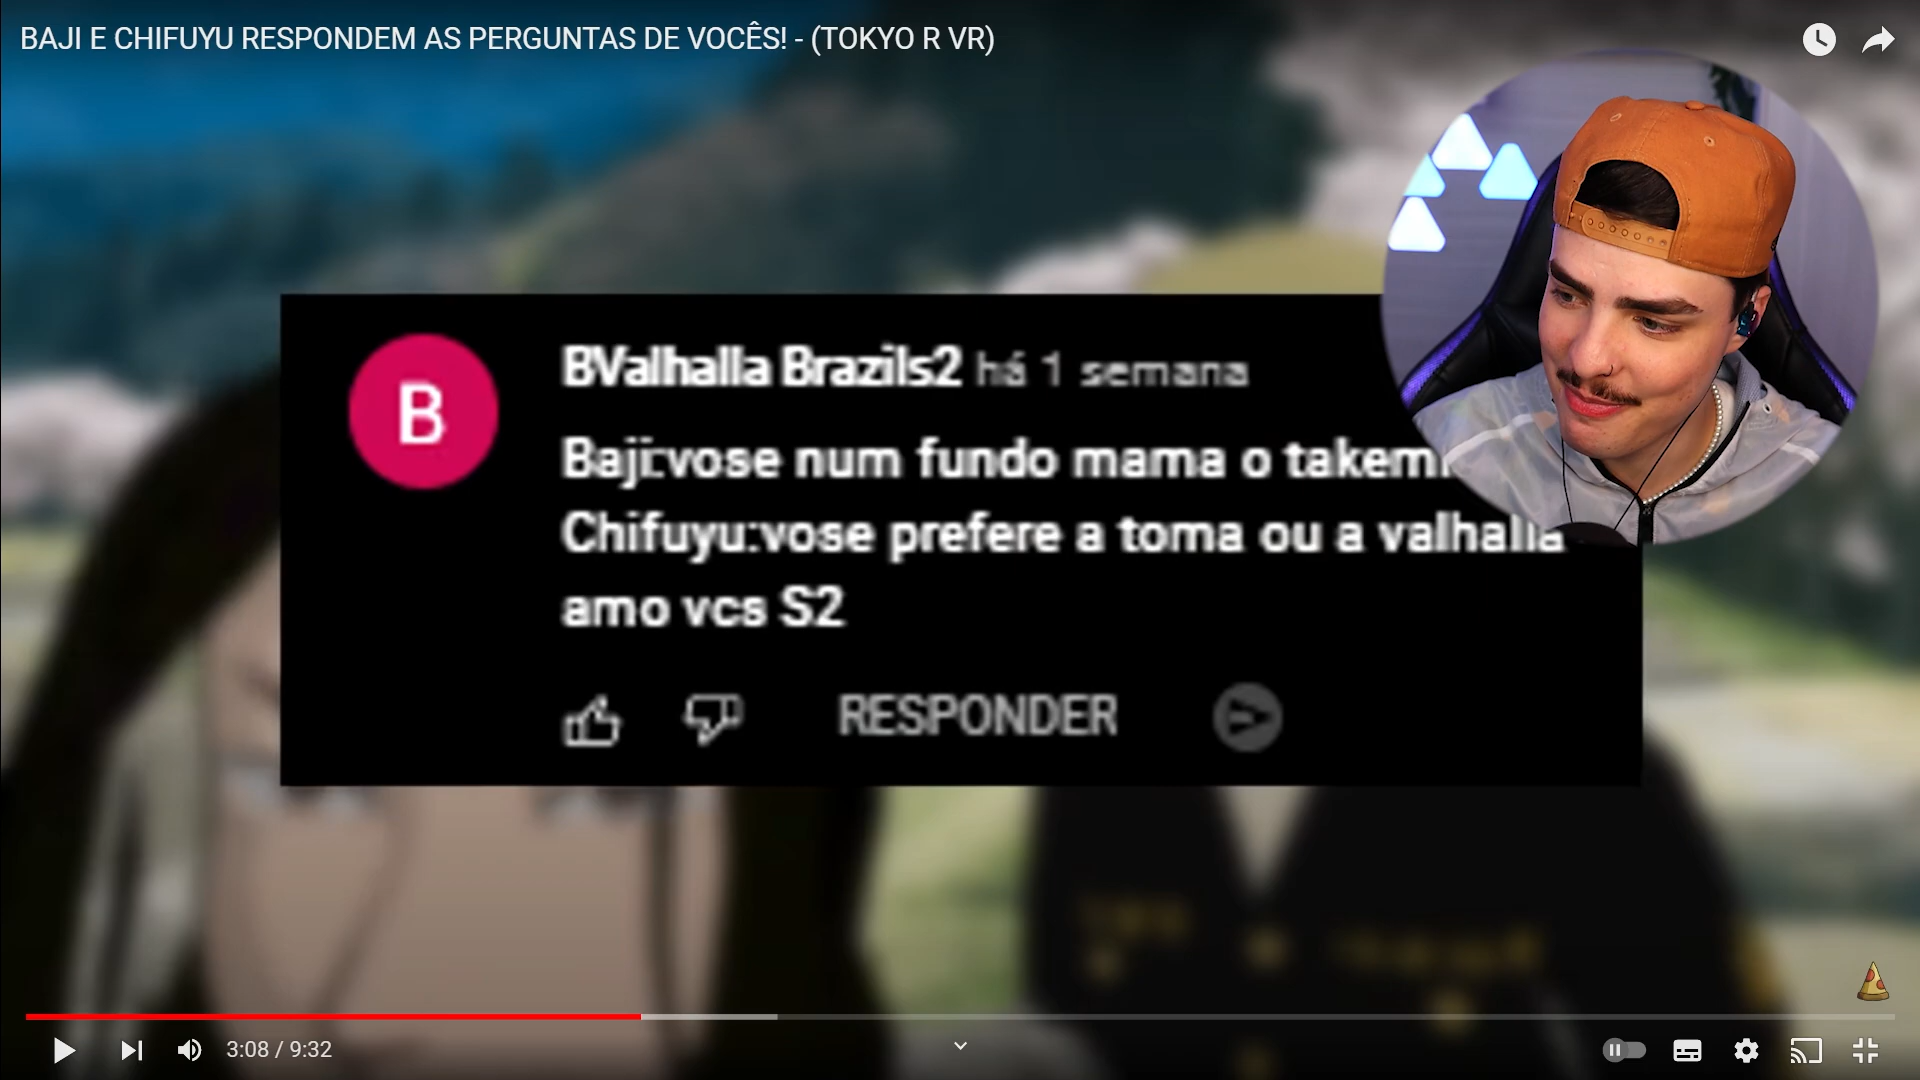 BAJI E CHIFUYU RESPONDEM AS PERGUNTAS DE VOCÊS! - (TOKYO R VR)
B
BValhalla Brazils2 há 1 semana
Baji:vose num fundo mama o takemi
Chifuyu:vose prefere a toma ou a valhalla
amo vcs S2
RESPONDER
3:08 / 9:32